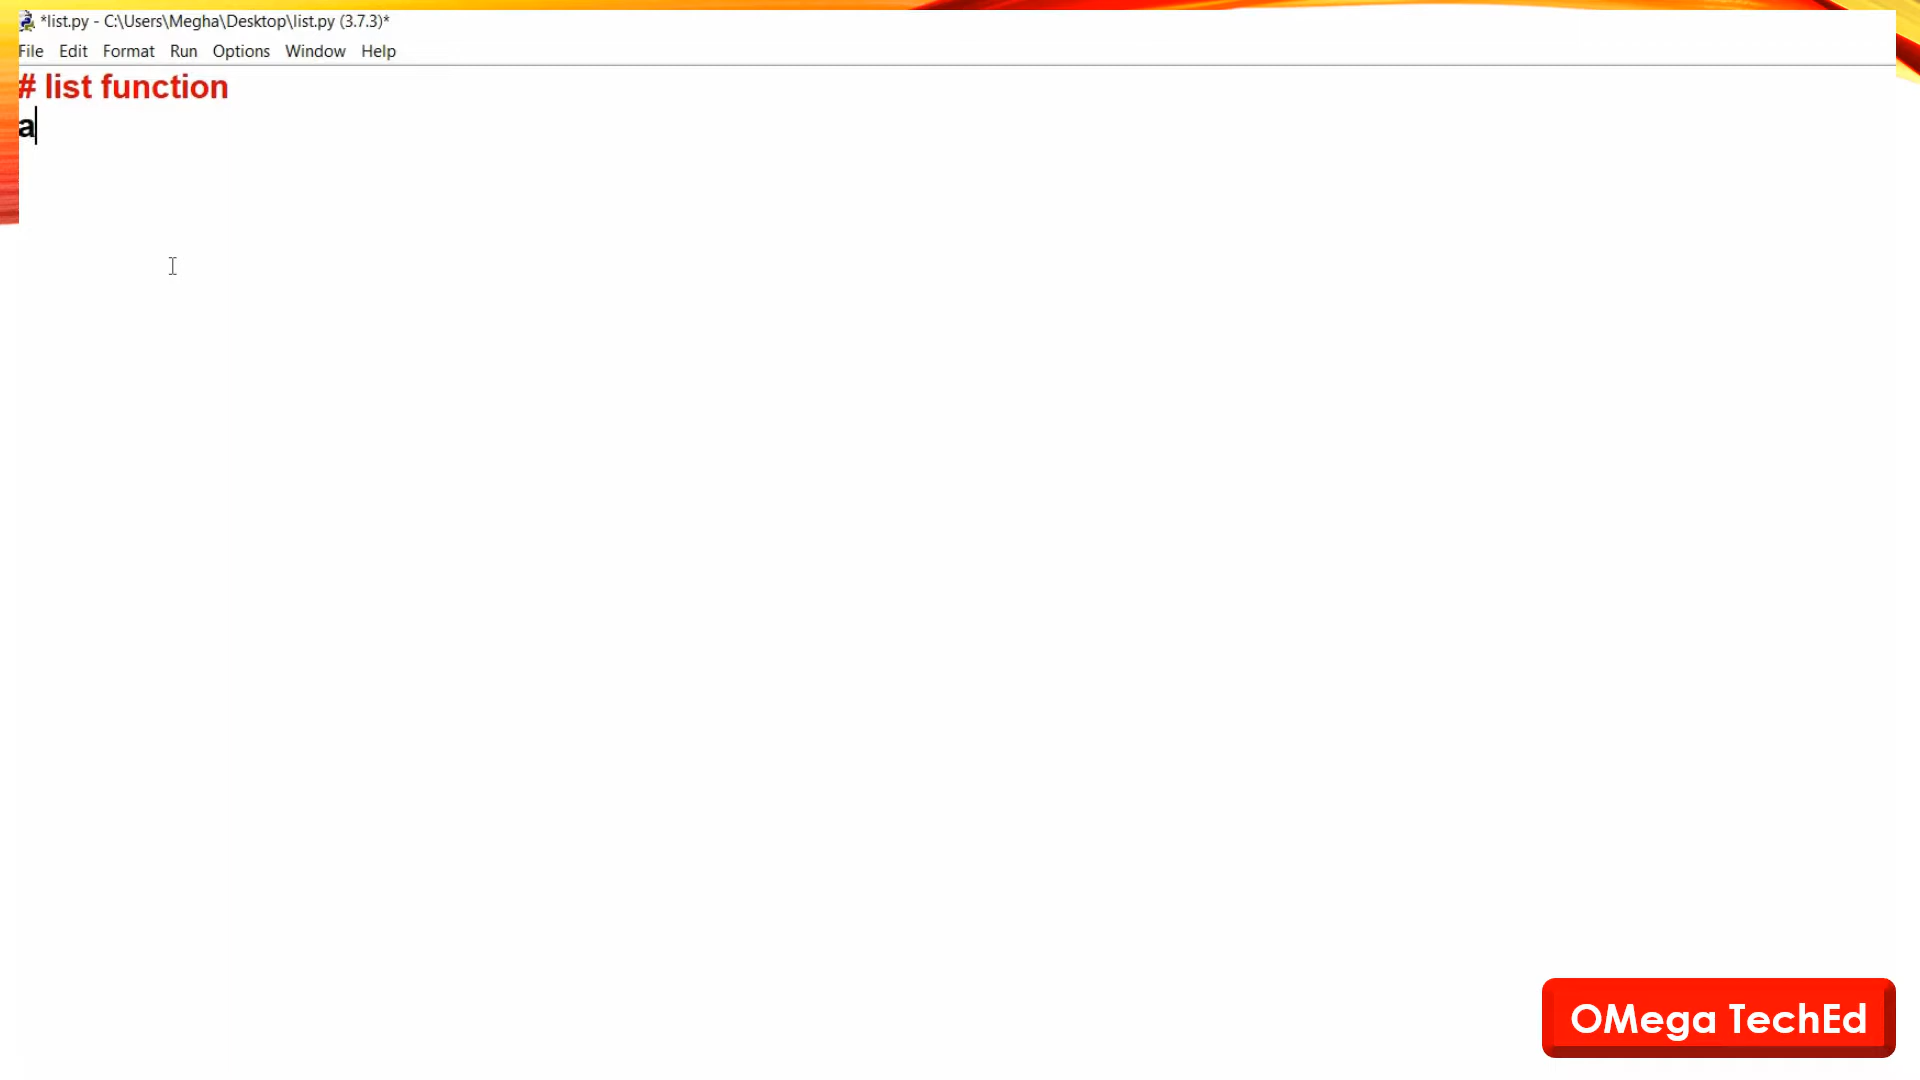 *list.py - C:\Users\Megha\Desktop\list.py (3.7.3)*
File Edit Format Run Options Window Help
# list function
a
OMega TechEd